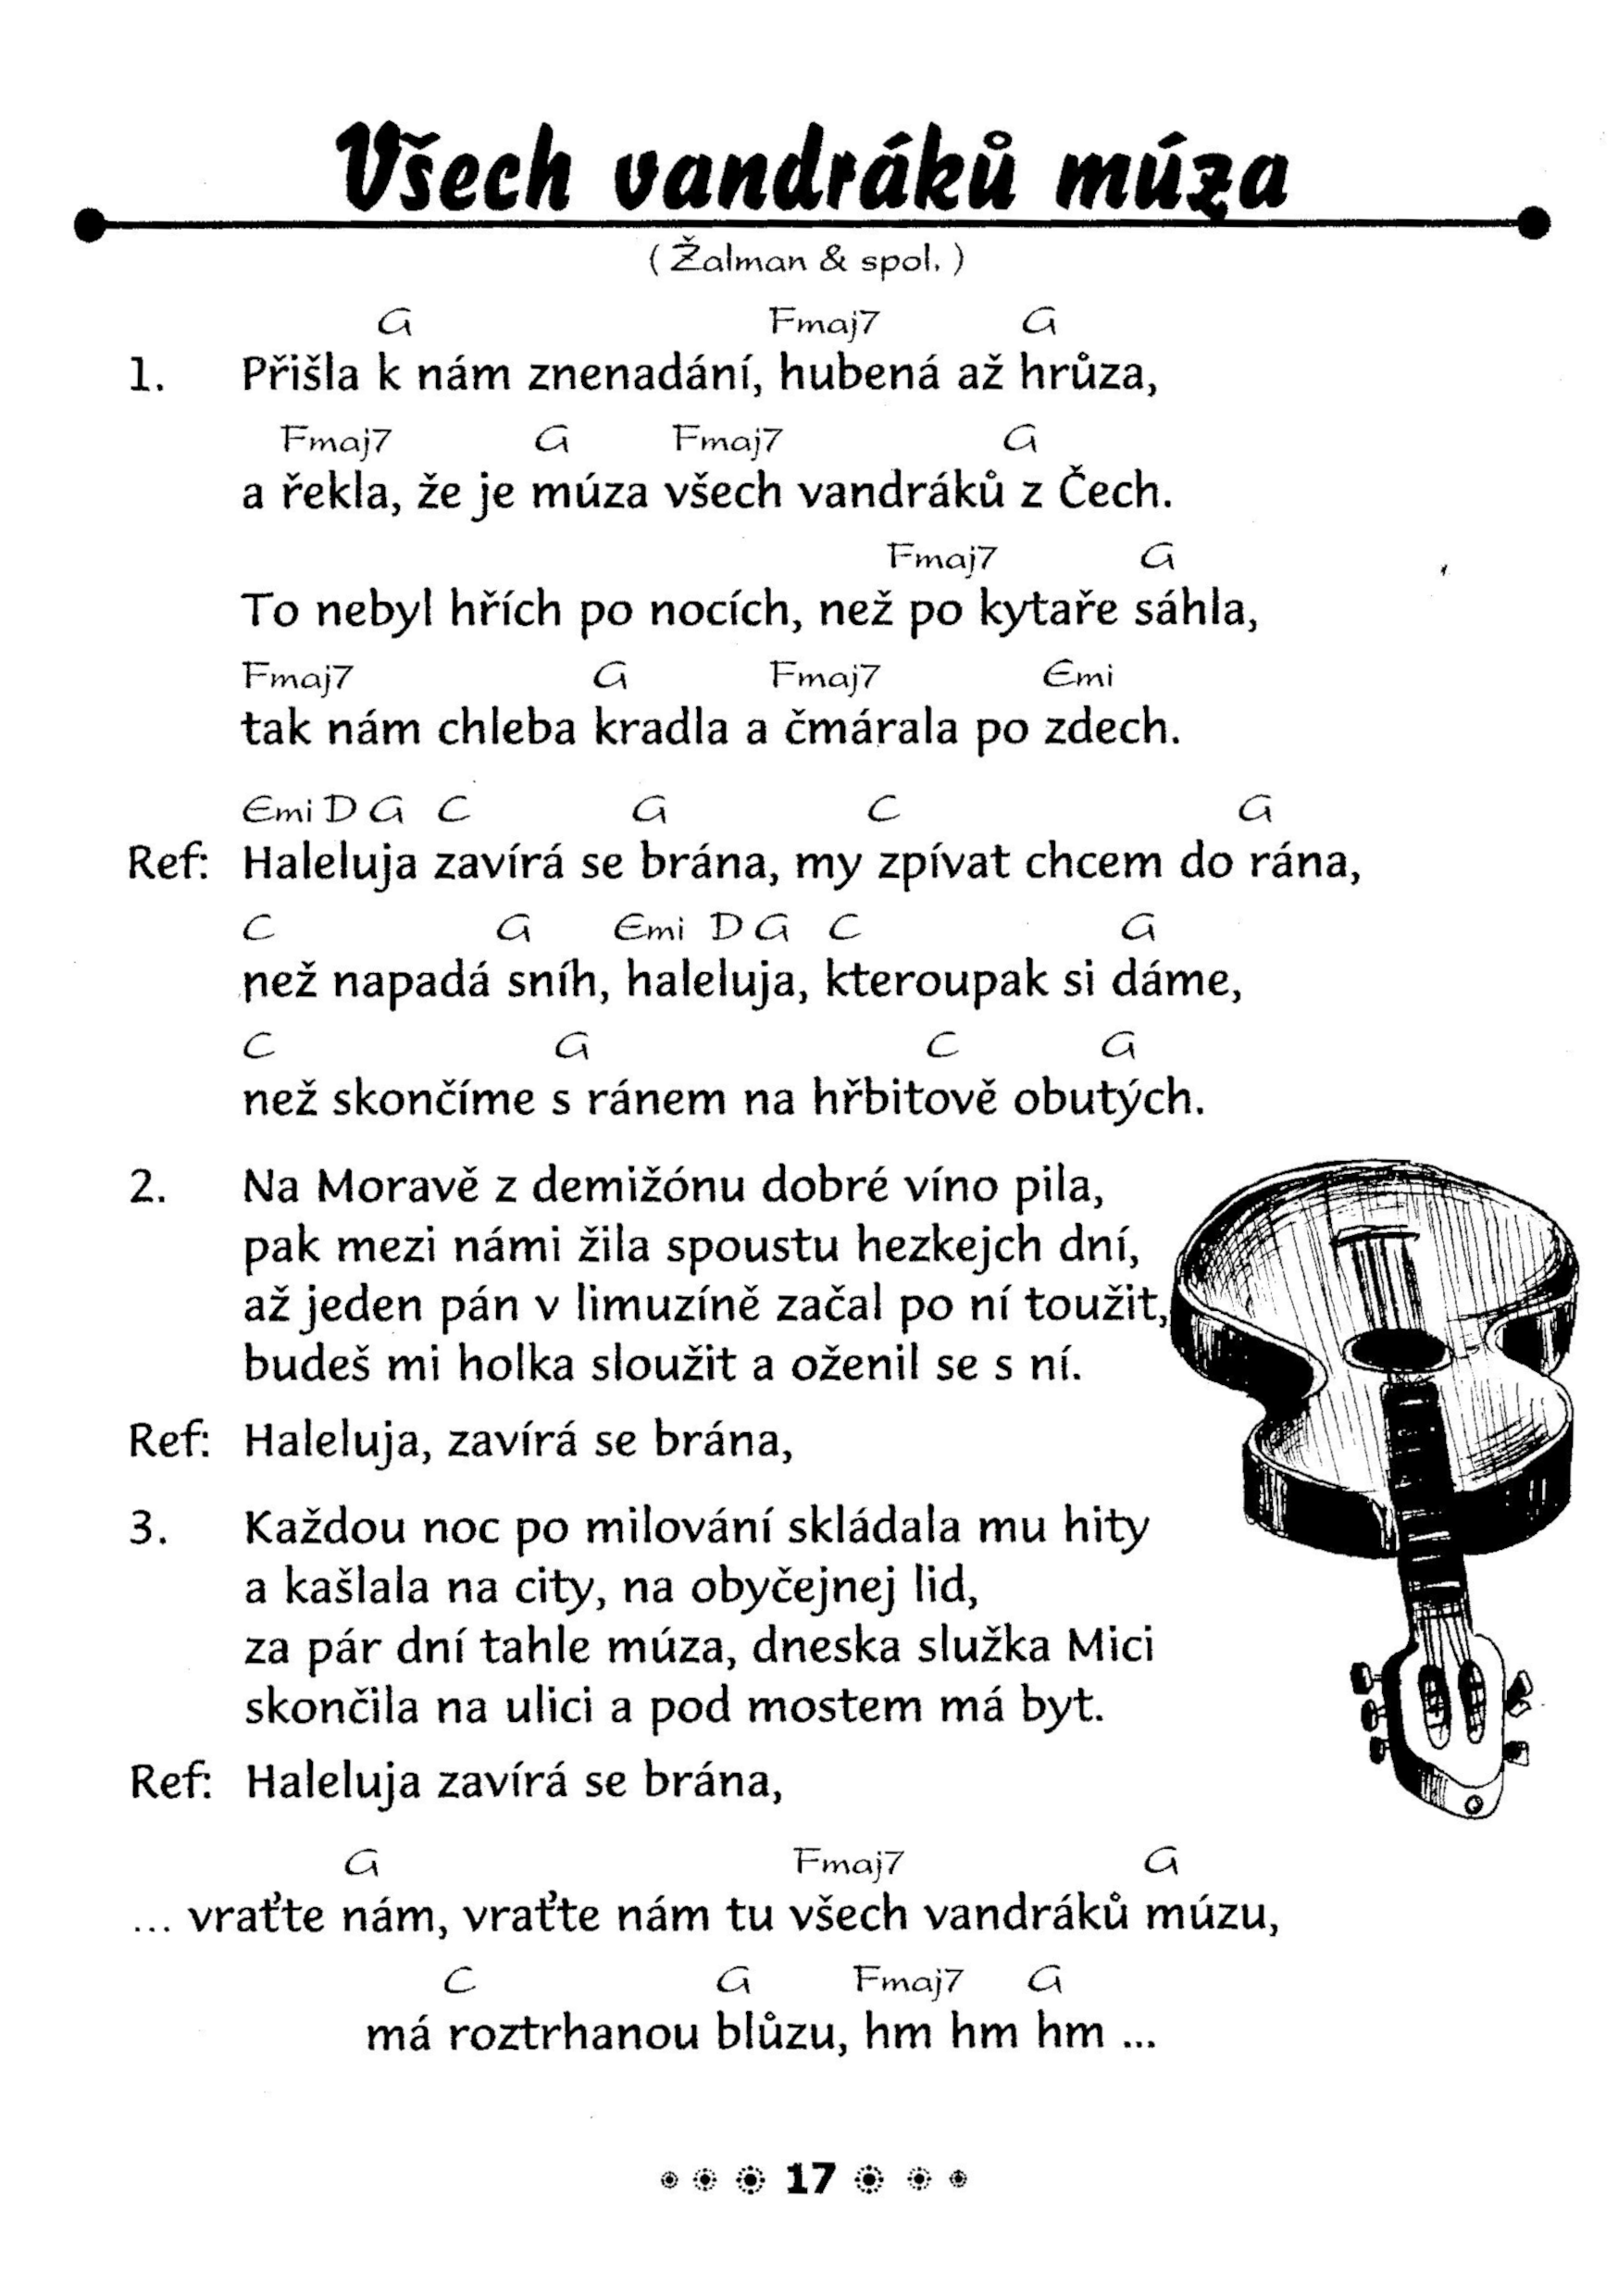 Všech vandráků múza
( Žalman & spol. )
G Fmaj7 G
1. Přišla k nám znenadání, hubená až hrůza,
Fmaj7 G Fmaj7 G
a řekla, že je múza všech vandráků z Čech.
Fmaj7 G
To nebyl hřích po nocích, než po kytaře sáhla,
Fmaj7 G Fmaj7 Emi
tak nám chleba kradla a čmárala po zdech.
Emi D G C G C G
Ref: Haleluja zavírá se brána, my zpívat chcem do rána,
C G Emi D G C G
než napadá sníh, haleluja, kteroupak si dáme,
C G C G
než skončíme s ránem na hřbitově obutých.
2. Na Moravě z demižónu dobré víno pila,
pak mezi námi žila spoustu hezkejch dní,
až jeden pán v limuzíně začal po ní toužit,
budeš mi holka sloužit a oženil se s ní.
Ref: Haleluja, zavírá se brána,
3. Každou noc po milování skládala mu hity
a kašlala na city, na obyčejnej lid,
za pár dní tahle múza, dneska služka Mici
skončila na ulici a pod mostem má byt.
Ref: Haleluja zavírá se brána,
G Fmaj7 G
... vraťte nám, vraťte nám tu všech vandráků múzu,
C G Fmaj7 G
má roztrhanou blůzu, hm hm hm ...
17